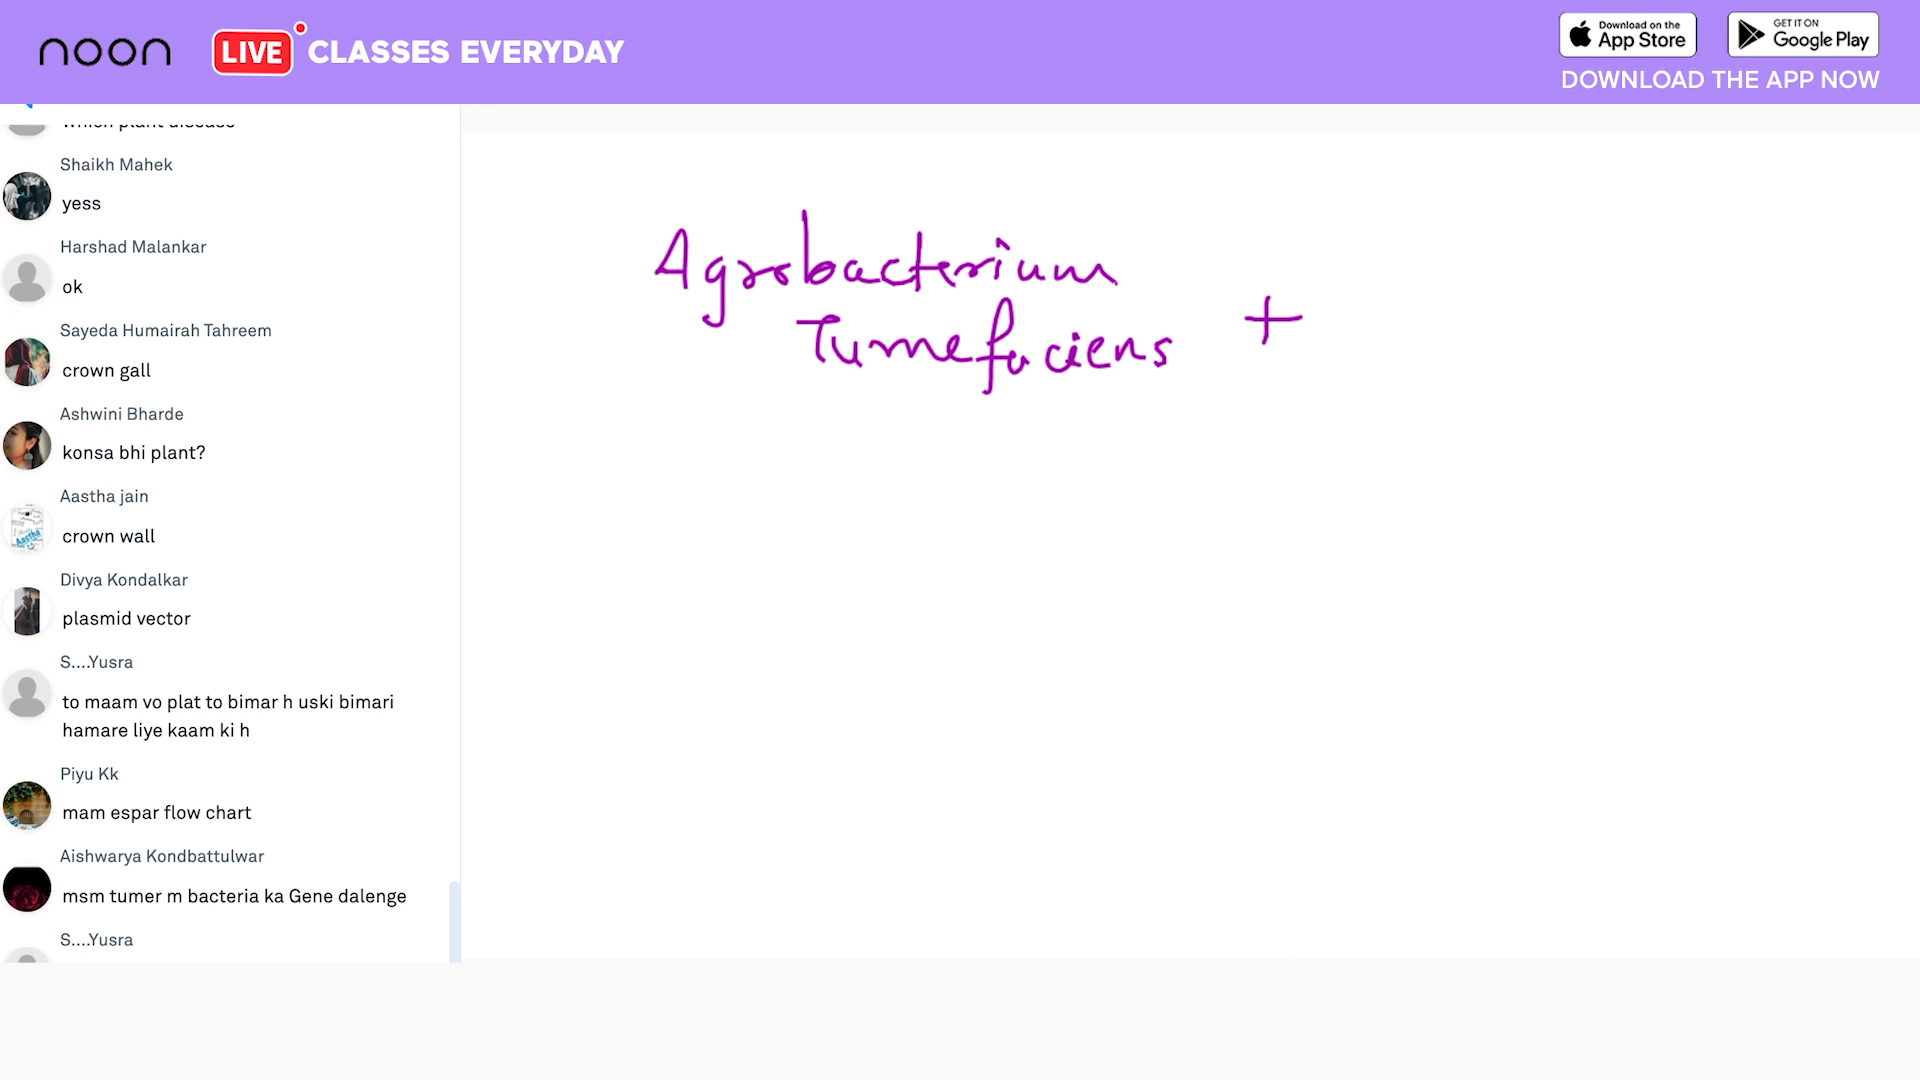 noon LIVE CLASSES EVERYDAY
Download on the App Store
GET IT ON Google Play
DOWNLOAD THE APP NOW
which plant disease
Shaikh Mahek
yess
Harshad Malankar
ok
Sayeda Humairah Tahreem
crown gall
Ashwini Bharde
konsa bhi plant?
Aastha jain
crown wall
Divya Kondalkar
plasmid vector
S....Yusra
to maam vo plat to bimar h uski bimari
hamare liye kaam ki h
Piyu Kk
mam espar flow chart
Aishwarya Kondbattulwar
msm tumer m bacteria ka Gene dalenge
S....Yusra
Agrobacterium
Tumefaciens +